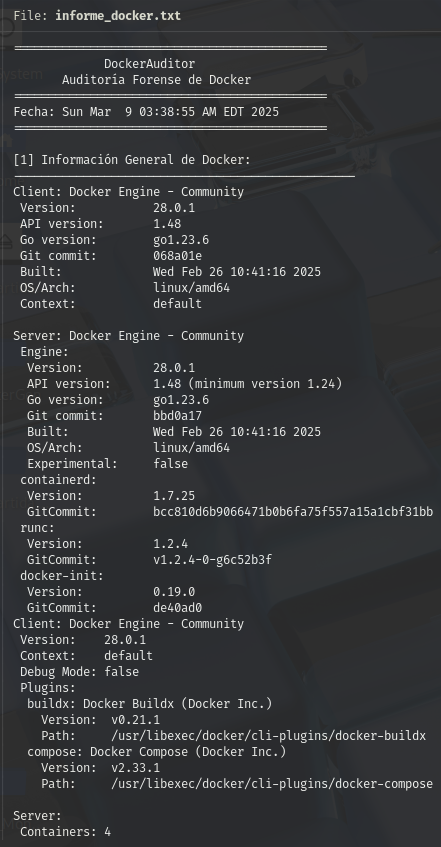 File: informe_docker.txt
═══════════════════════════════════════
DockerAuditor
Auditoría Forense de Docker
═══════════════════════════════════════
Fecha: Sun Mar  9 03:38:55 AM EDT 2025
═══════════════════════════════════════
[1] Información General de Docker:
───────────────────────────────────────
Client: Docker Engine - Community
Version: 28.0.1
API version: 1.48
Go version: go1.23.6
Git commit: 068a01e
Built: Wed Feb 26 10:41:16 2025
OS/Arch: linux/amd64
Context: default
Server: Docker Engine - Community
Engine:
Version: 28.0.1
API version: 1.48 (minimum version 1.24)
Go version: go1.23.6
Git commit: bbd0a17
Built: Wed Feb 26 10:41:16 2025
OS/Arch: linux/amd64
Experimental: false
containerd:
Version: 1.7.25
GitCommit: bcc810d6b9066471b0b6fa75f557a15a1cbf31bb
runc:
Version: 1.2.4
GitCommit: v1.2.4-0-g6c52b3f
docker-init:
Version: 0.19.0
GitCommit: de40ad0
Client: Docker Engine - Community
Version: 28.0.1
Context: default
Debug Mode: false
Plugins:
buildx: Docker Buildx (Docker Inc.)
Version: v0.21.1
Path: /usr/libexec/docker/cli-plugins/docker-buildx
compose: Docker Compose (Docker Inc.)
Version: v2.33.1
Path: /usr/libexec/docker/cli-plugins/docker-compose
Server:
Containers: 4